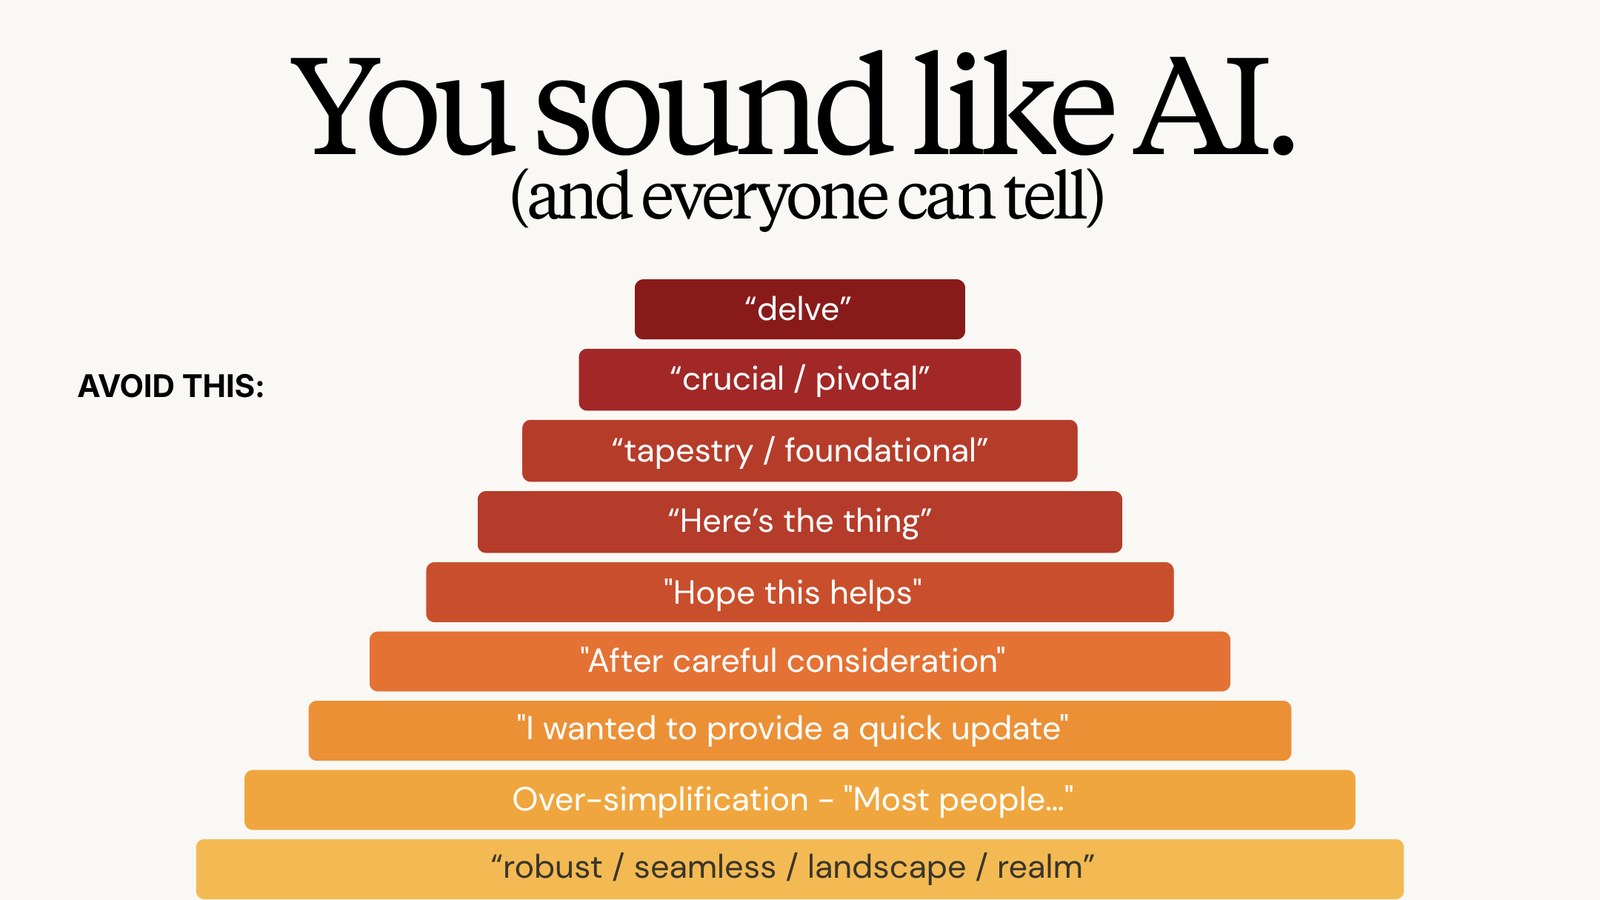 You sound like AI.
(and everyone can tell)
“delve”
AVOID THIS:
“crucial / pivotal”
“tapestry / foundational”
“Here’s the thing”
"Hope this helps"
"After careful consideration"
"I wanted to provide a quick update"
Over-simplification - "Most people..."
“robust / seamless / landscape / realm”